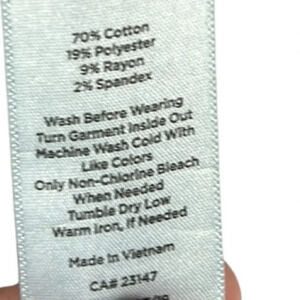 70% Cotton
19% Polyester
9% Rayon
2% Spandex
Wash Before Wearing
Turn Garment Inside Out
Machine Wash Cold With
Like Colors
Only Non-Chlorine Bleach
When Needed
Tumble Dry Low
Warm Iron, If Needed
Made In Vietnam
CA# 23147